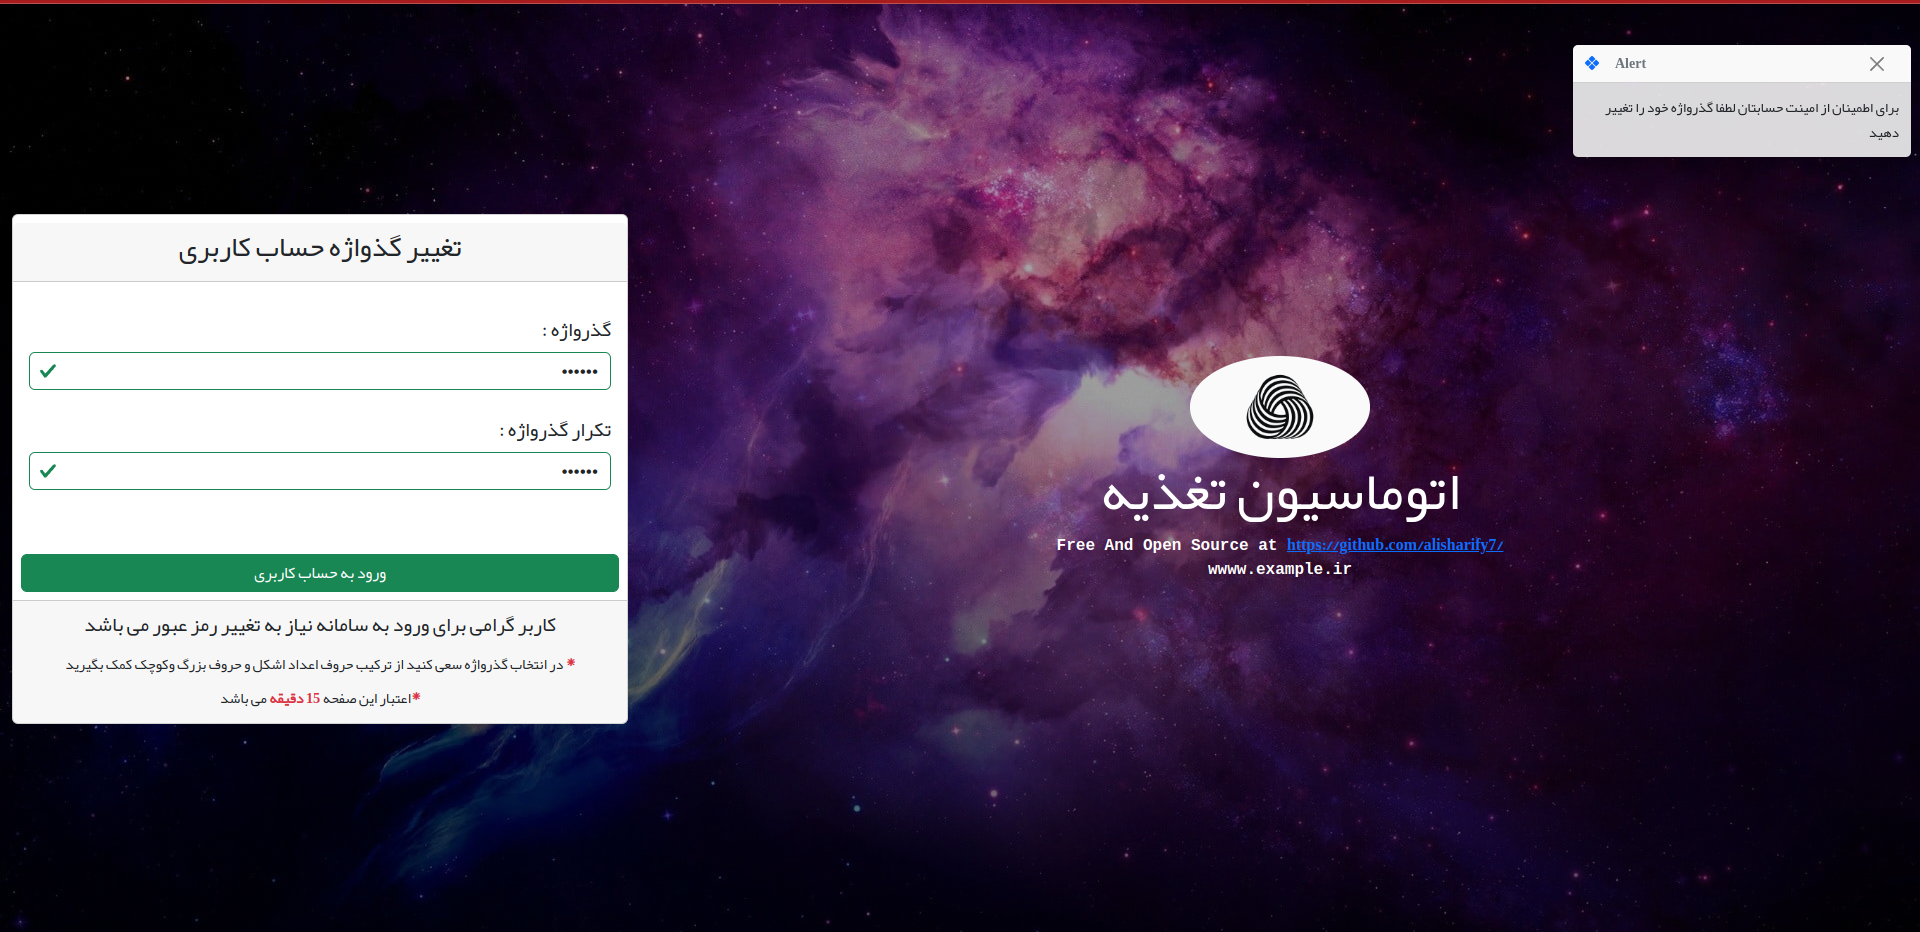 Alert
برای اطمینان از امینت حسابتان لطفا گذرواژه خود را تغییر
دهید
تغییر گذواژه حساب کاربری
گذرواژه :
••••••
تکرار گذرواژه :
••••••
ورود به حساب کاربری
کاربر گرامی برای ورود به سامانه نیاز به تغییر رمز عبور می باشد
* در انتخاب گذرواژه سعی کنید از ترکیب حروف اعداد اشکل و حروف بزرگ وکوچک کمک بگیرید
*اعتبار این صفحه 15 دقیقه می باشد
اتوماسیون تغذیه
Free And Open Source at https://github.com/alisharify7/
wwww.example.ir